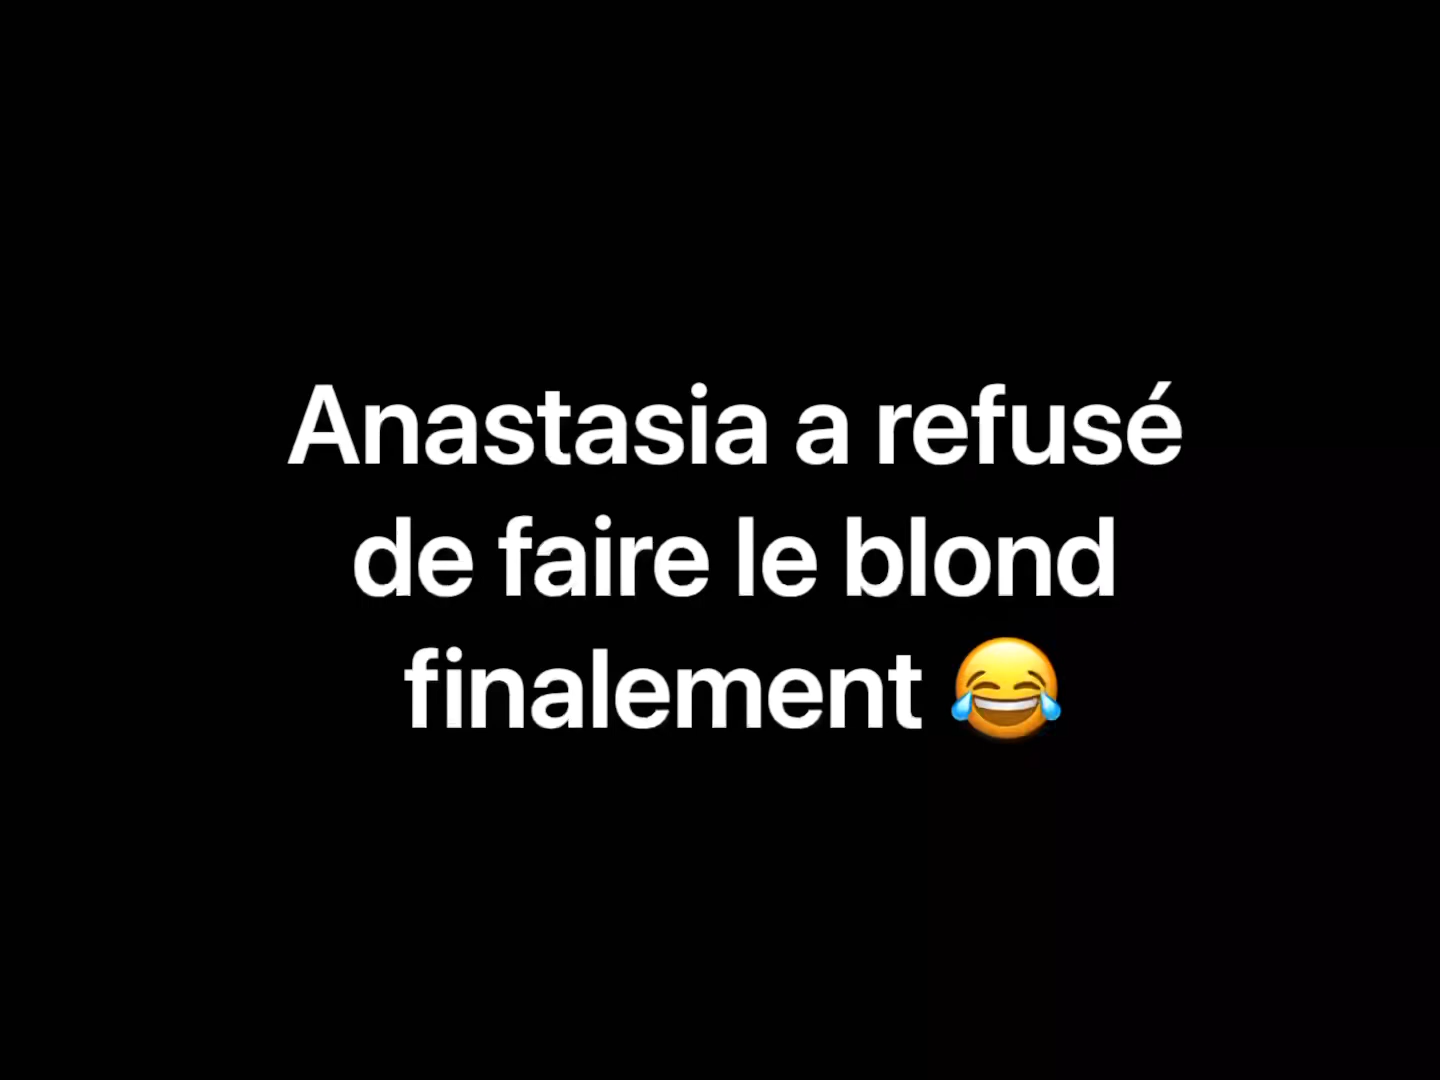 Anastasia a refusé
de faire le blond
finalement 😂